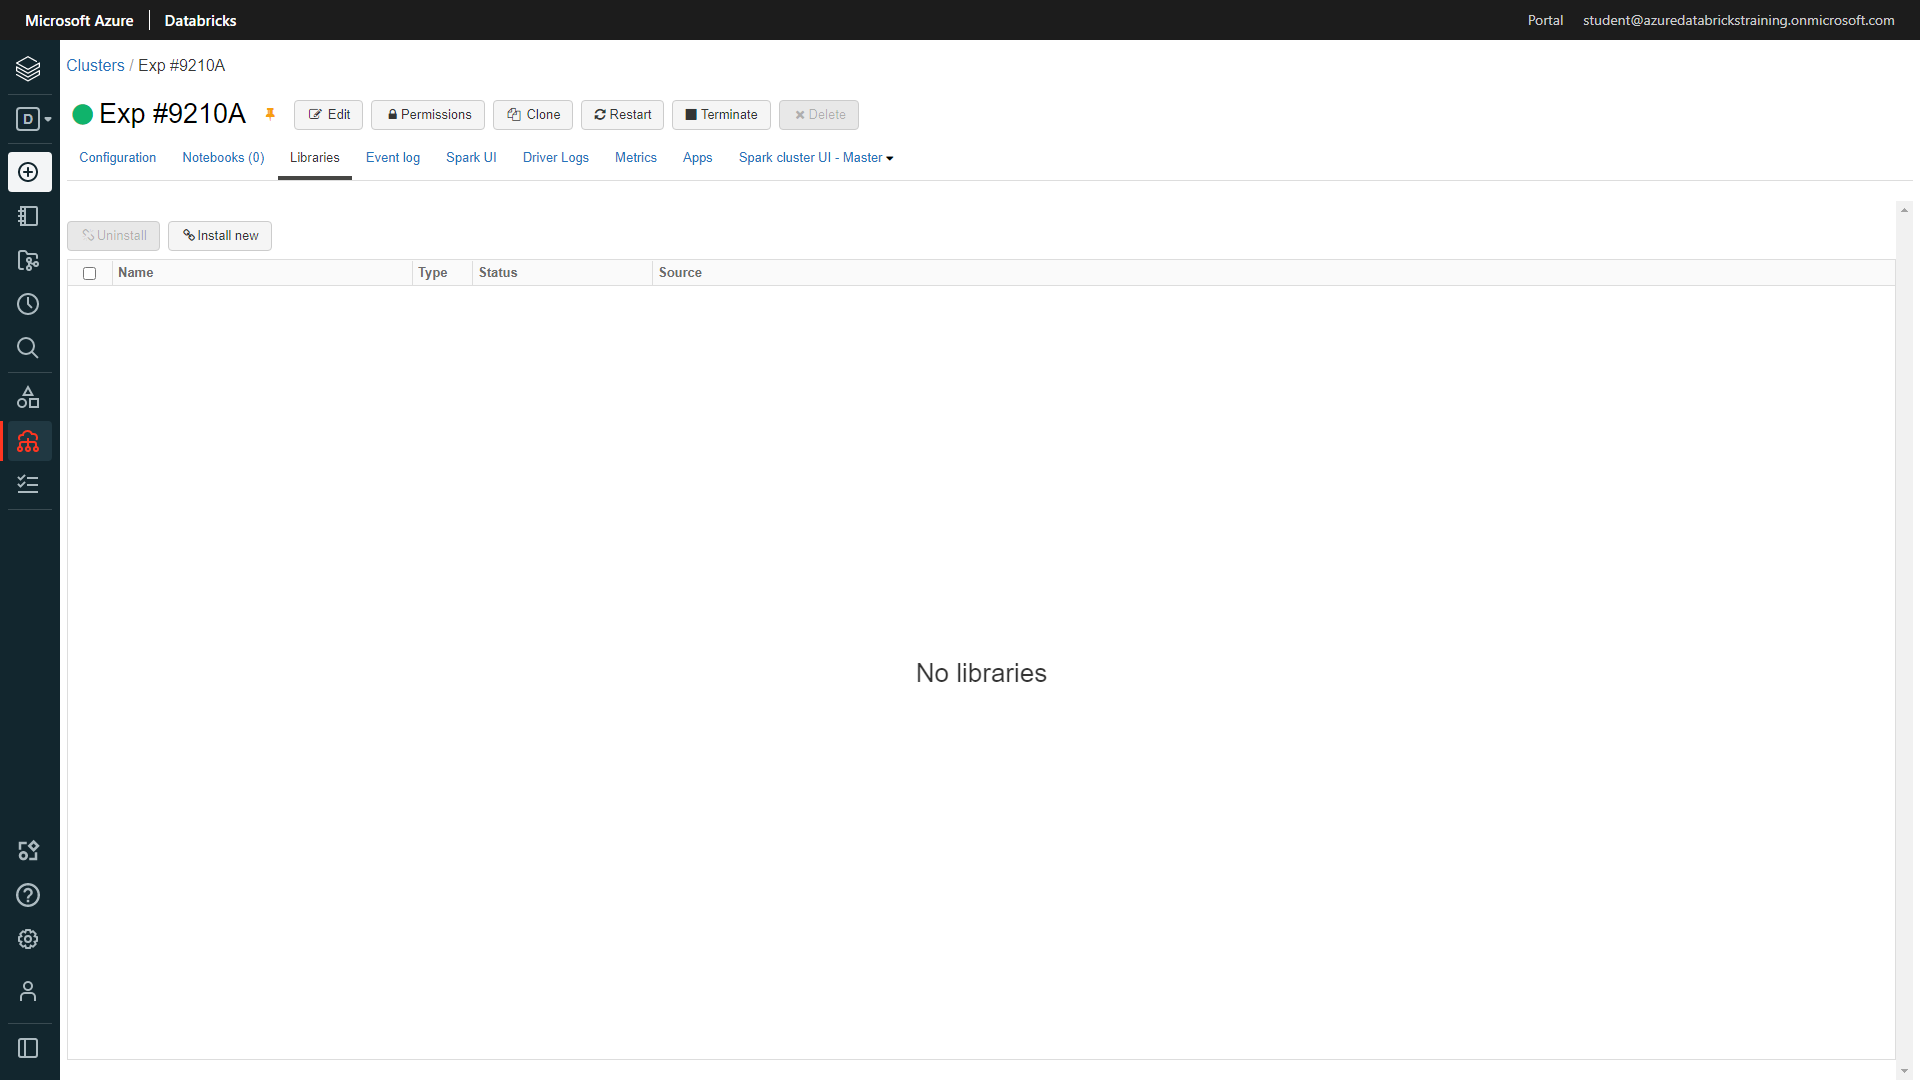 Microsoft Azure Databricks Portal student@azuredatabrickstraining.onmicrosoft.com
Clusters / Exp #9210A
D
Exp #9210A Edit Permissions Clone Restart Terminate Delete
Configuration Notebooks (0) Libraries Event log Spark UI Driver Logs Metrics Apps Spark cluster UI - Master
Uninstall Install new
Name Type Status Source
No libraries